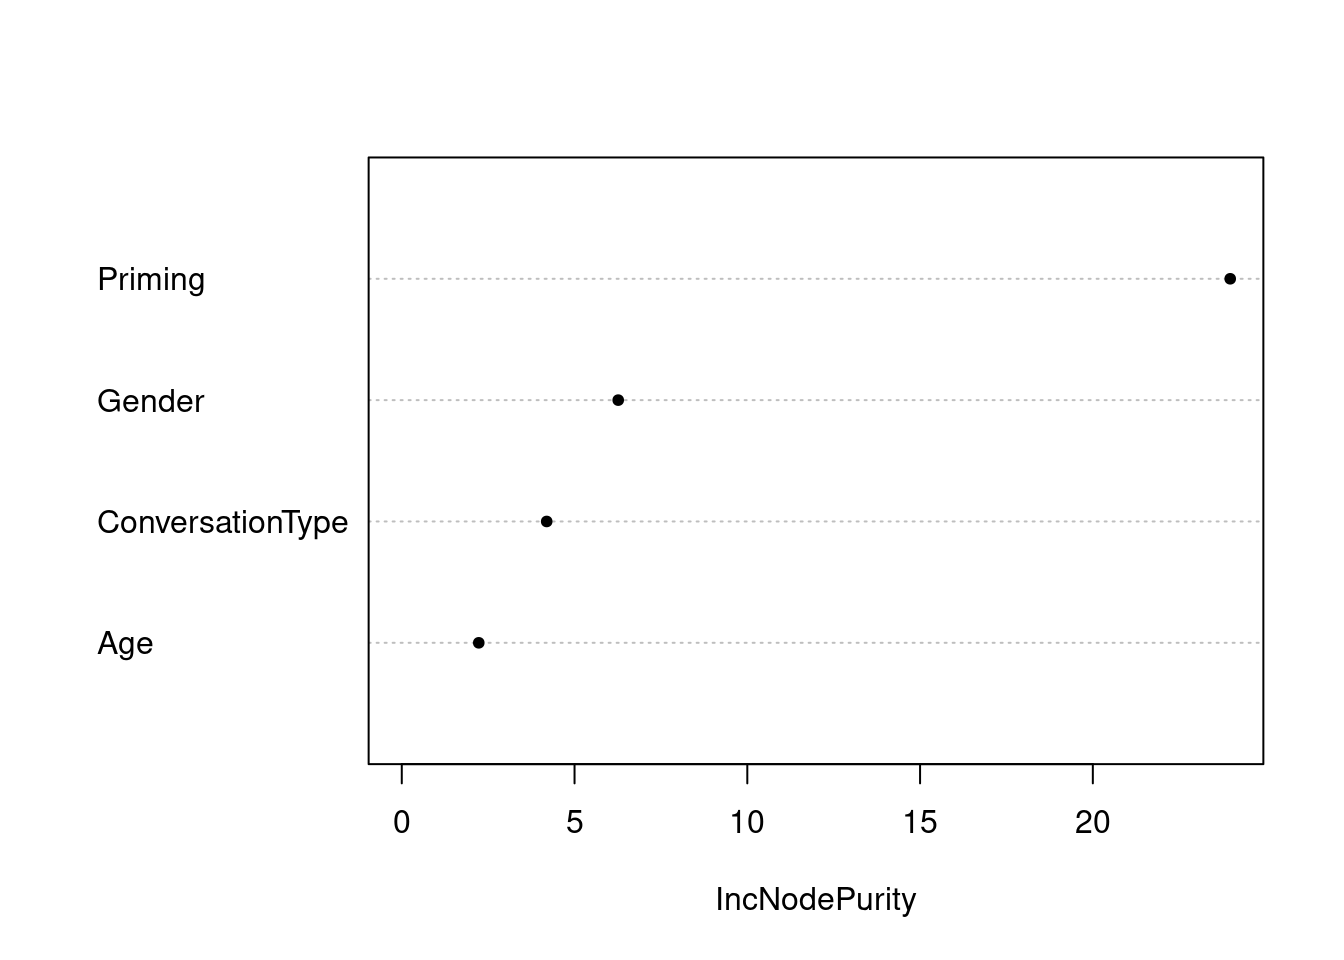 Priming
Gender
ConversationType
Age
0 5 10 15 20
IncNodePurity